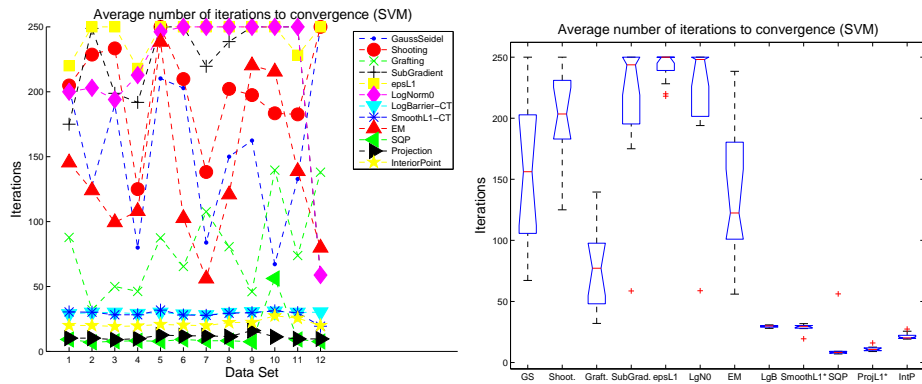 Average number of iterations to convergence (SVM)
Iterations
250
200
150
100
50
0
1 2 3 4 5 6 7 8 9 10 11 12
Data Set
GaussSeidel
Shooting
Grafting
SubGradient
epsL1
LogNorm0
LogBarrier-CT
SmoothL1-CT
EM
SQP
Projection
InteriorPoint
Average number of iterations to convergence (SVM)
Iterations
250
200
150
100
50
0
GS Shoot. Graft. SubGrad. epsL1 LgN0 EM LgB SmoothL1* SQP ProjL1* IntP